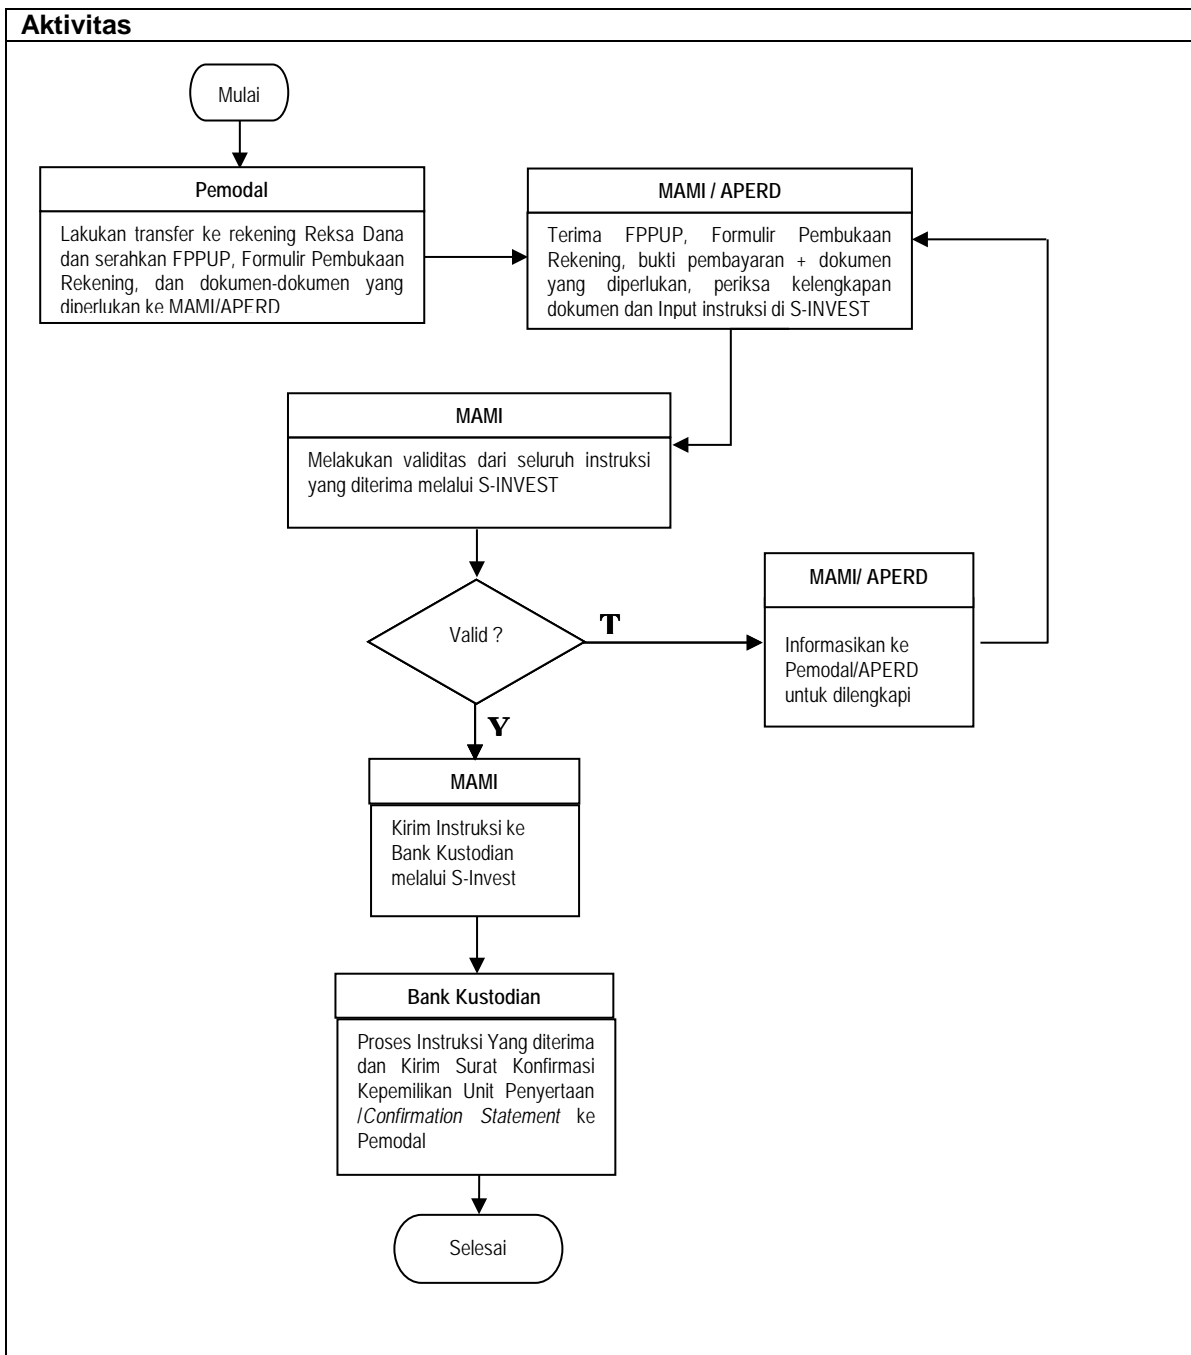 Aktivitas
Mulai
Pemodal
Lakukan transfer ke rekening Reksa Dana
dan serahkan FPPUP, Formulir Pembukaan
Rekening, dan dokumen-dokumen yang
diperlukan ke MAMI/APERD
MAMI / APERD
Terima FPPUP, Formulir Pembukaan
Rekening, bukti pembayaran + dokumen
yang diperlukan, periksa kelengkapan
dokumen dan Input instruksi di S-INVEST
MAMI
Melakukan validitas dari seluruh instruksi
yang diterima melalui S-INVEST
Valid ?
T
MAMI/ APERD
Informasikan ke
Pemodal/APERD
untuk dilengkapi
Y
MAMI
Kirim Instruksi ke
Bank Kustodian
melalui S-Invest
Bank Kustodian
Proses Instruksi Yang diterima
dan Kirim Surat Konfirmasi
Kepemilikan Unit Penyertaan
/Confirmation Statement ke
Pemodal
Selesai